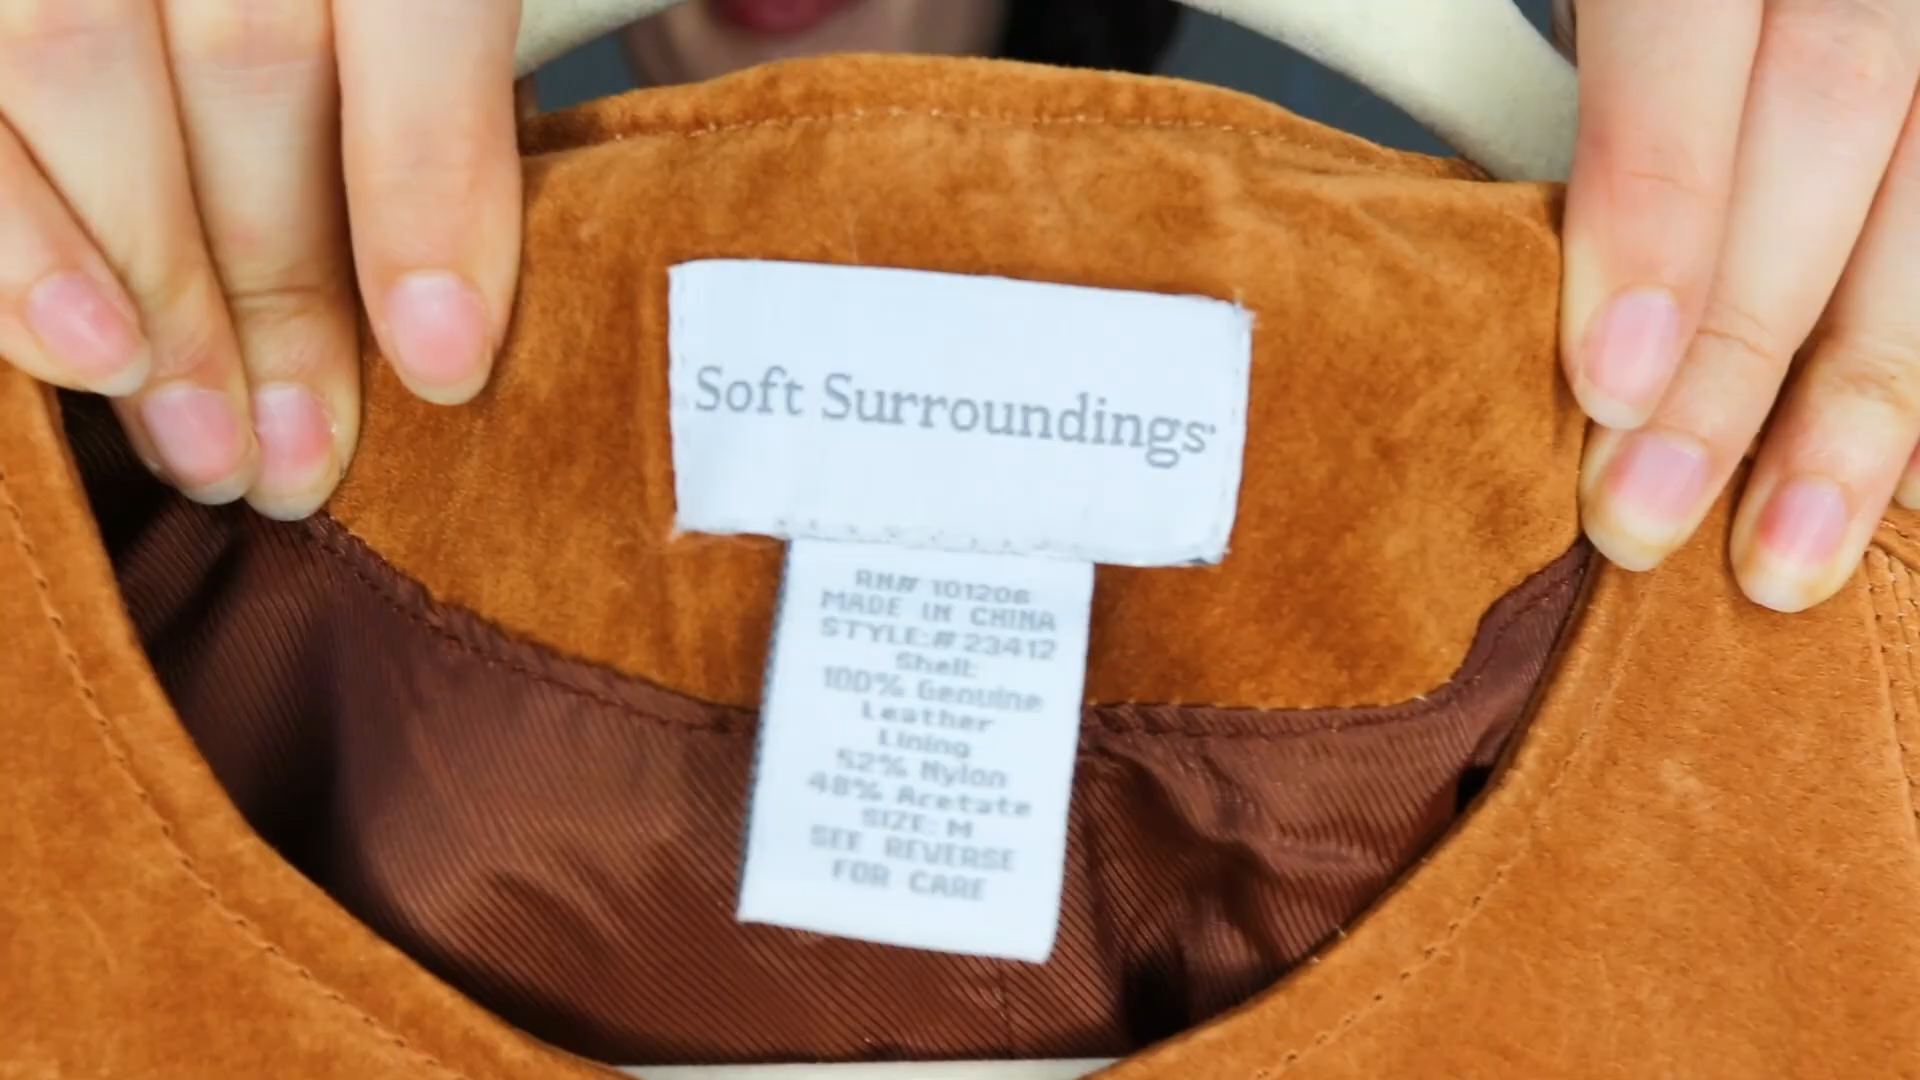 Soft Surroundings
RN# 101206
MADE IN CHINA
STYLE:# 23412
Shell:
100% Genuine
Leather
Lining
52% Nylon
48% Acetate
SIZE: M
SEE REVERSE
FOR CARE